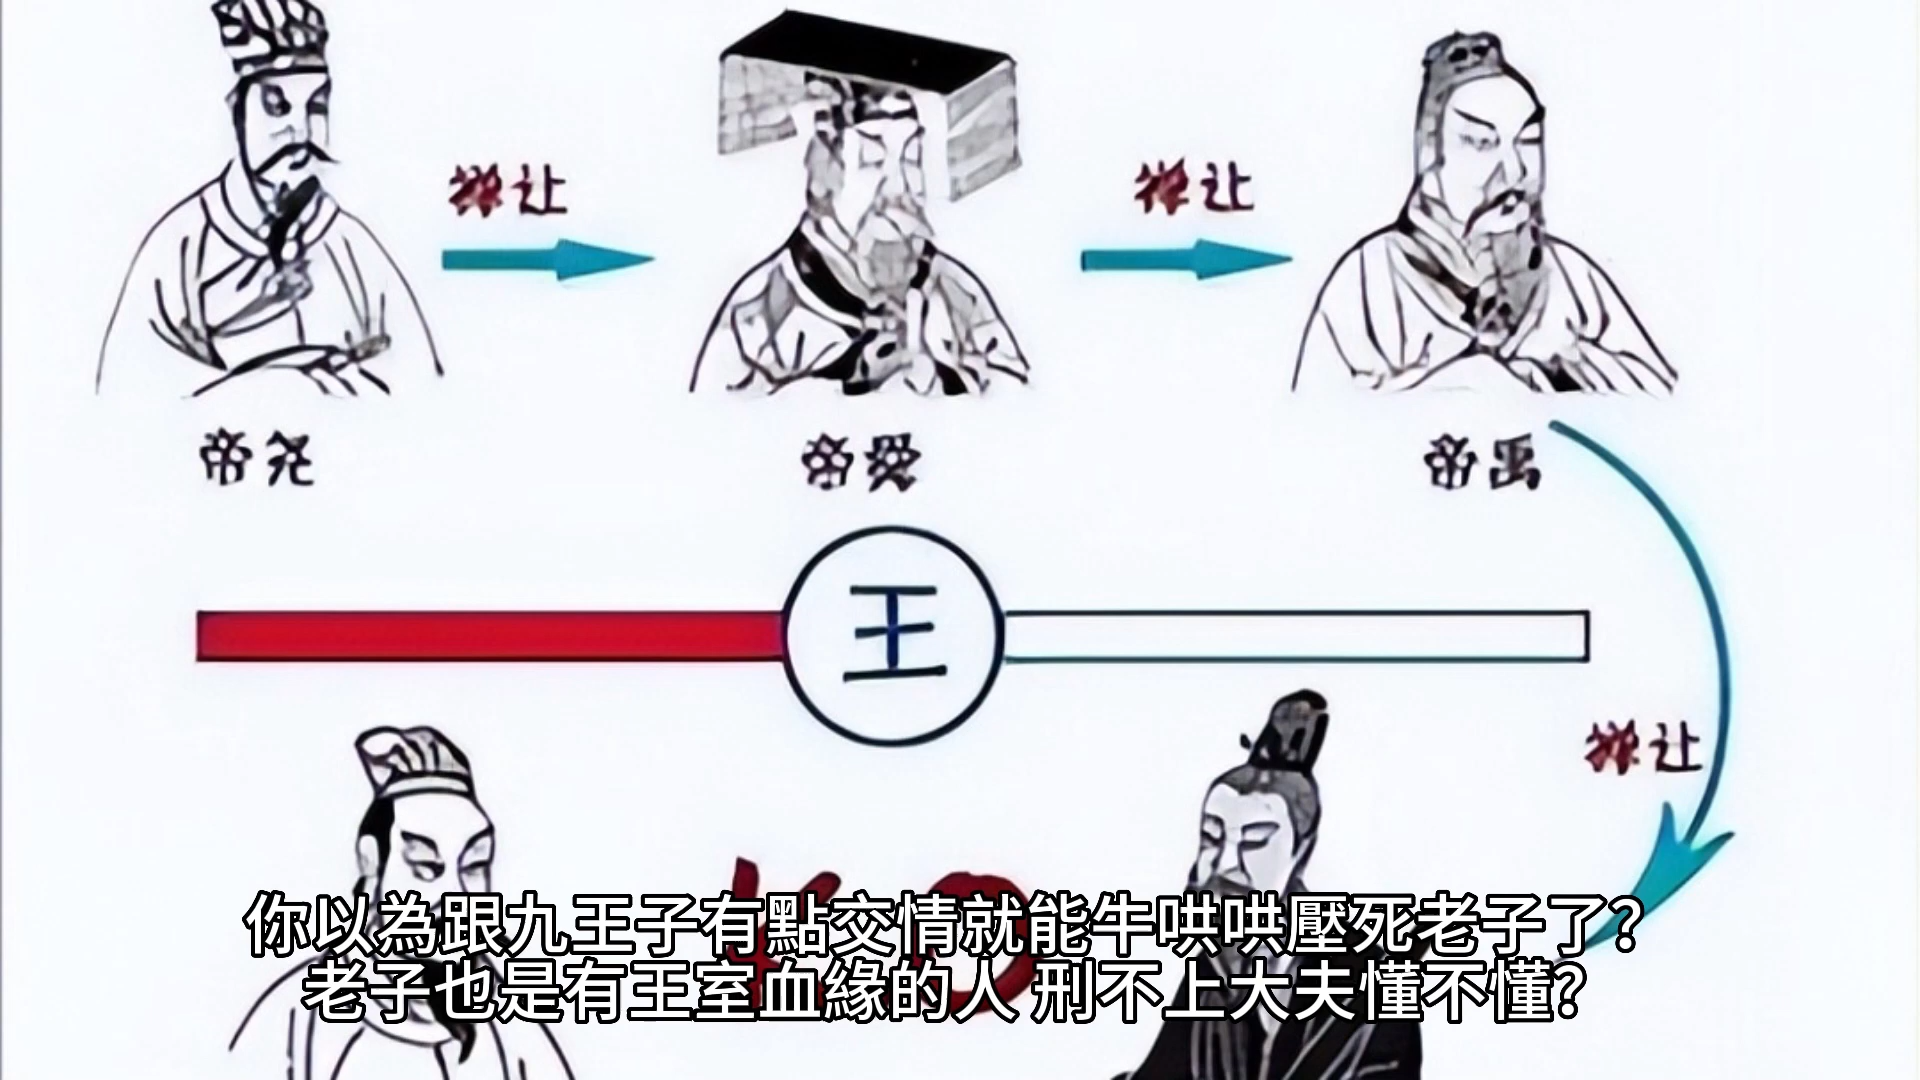 禅让
禅让
帝尧
帝舜
帝禹
王
禅让
KO
你以為跟九王子有點交情就能牛哄哄壓死老子了？
老子也是有王室血緣的人 刑不上大夫懂不懂？